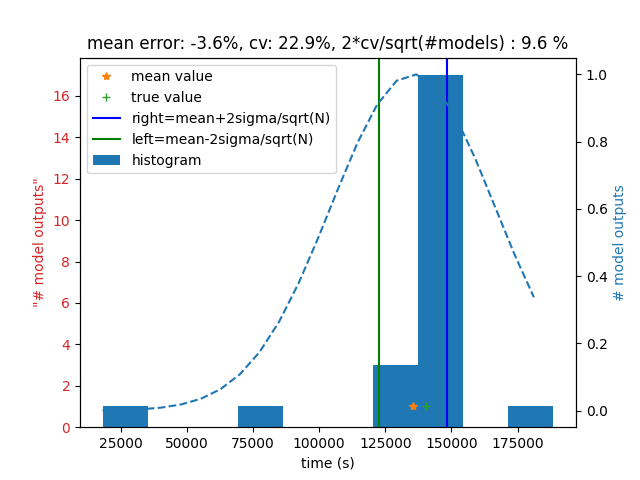 mean error: -3.6%, cv: 22.9%, 2*cv/sqrt(#models) : 9.6 %
mean value
true value
right=mean+2sigma/sqrt(N)
left=mean-2sigma/sqrt(N)
histogram
"# model outputs"
16
14
12
10
8
6
4
2
0
1.0
0.8
0.6
0.4
0.2
0.0
# model outputs
25000 50000 75000 100000 125000 150000 175000
time (s)